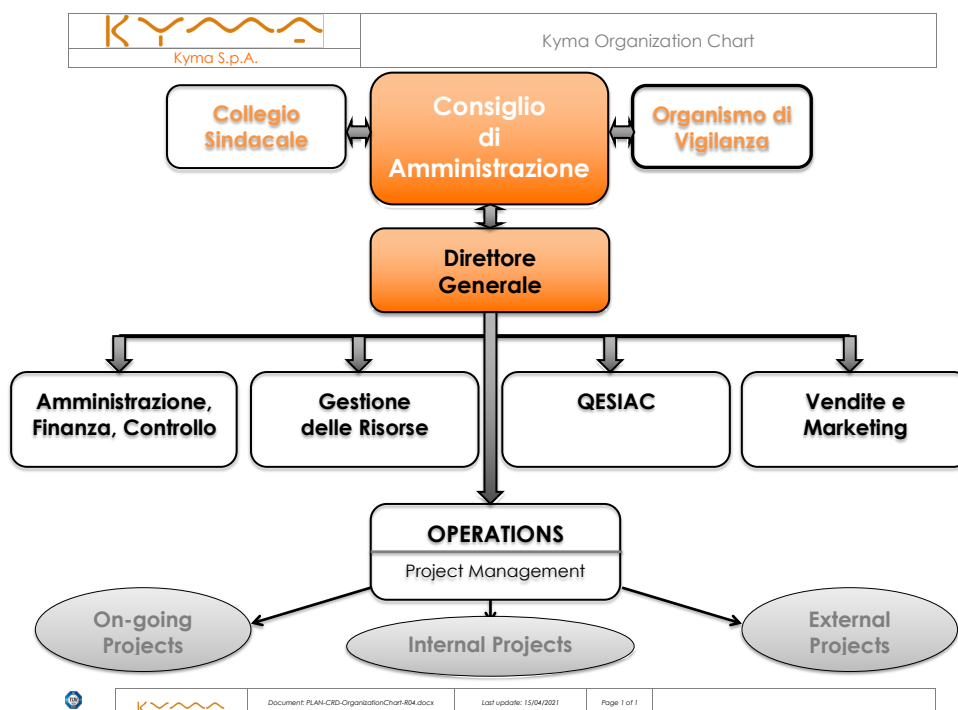 KYMA
Kyma S.p.A.
Kyma Organization Chart
Collegio
Sindacale
Consiglio
di
Amministrazione
Organismo di
Vigilanza
Direttore
Generale
Amministrazione,
Finanza, Controllo
Gestione
delle Risorse
QESIAC
Vendite e
Marketing
OPERATIONS
Project Management
On-going
Projects
Internal Projects
External
Projects
Document: PLAN-CRD-OrganizationChart-R04.docx
Last update: 15/04/2021
Page 1 of 1